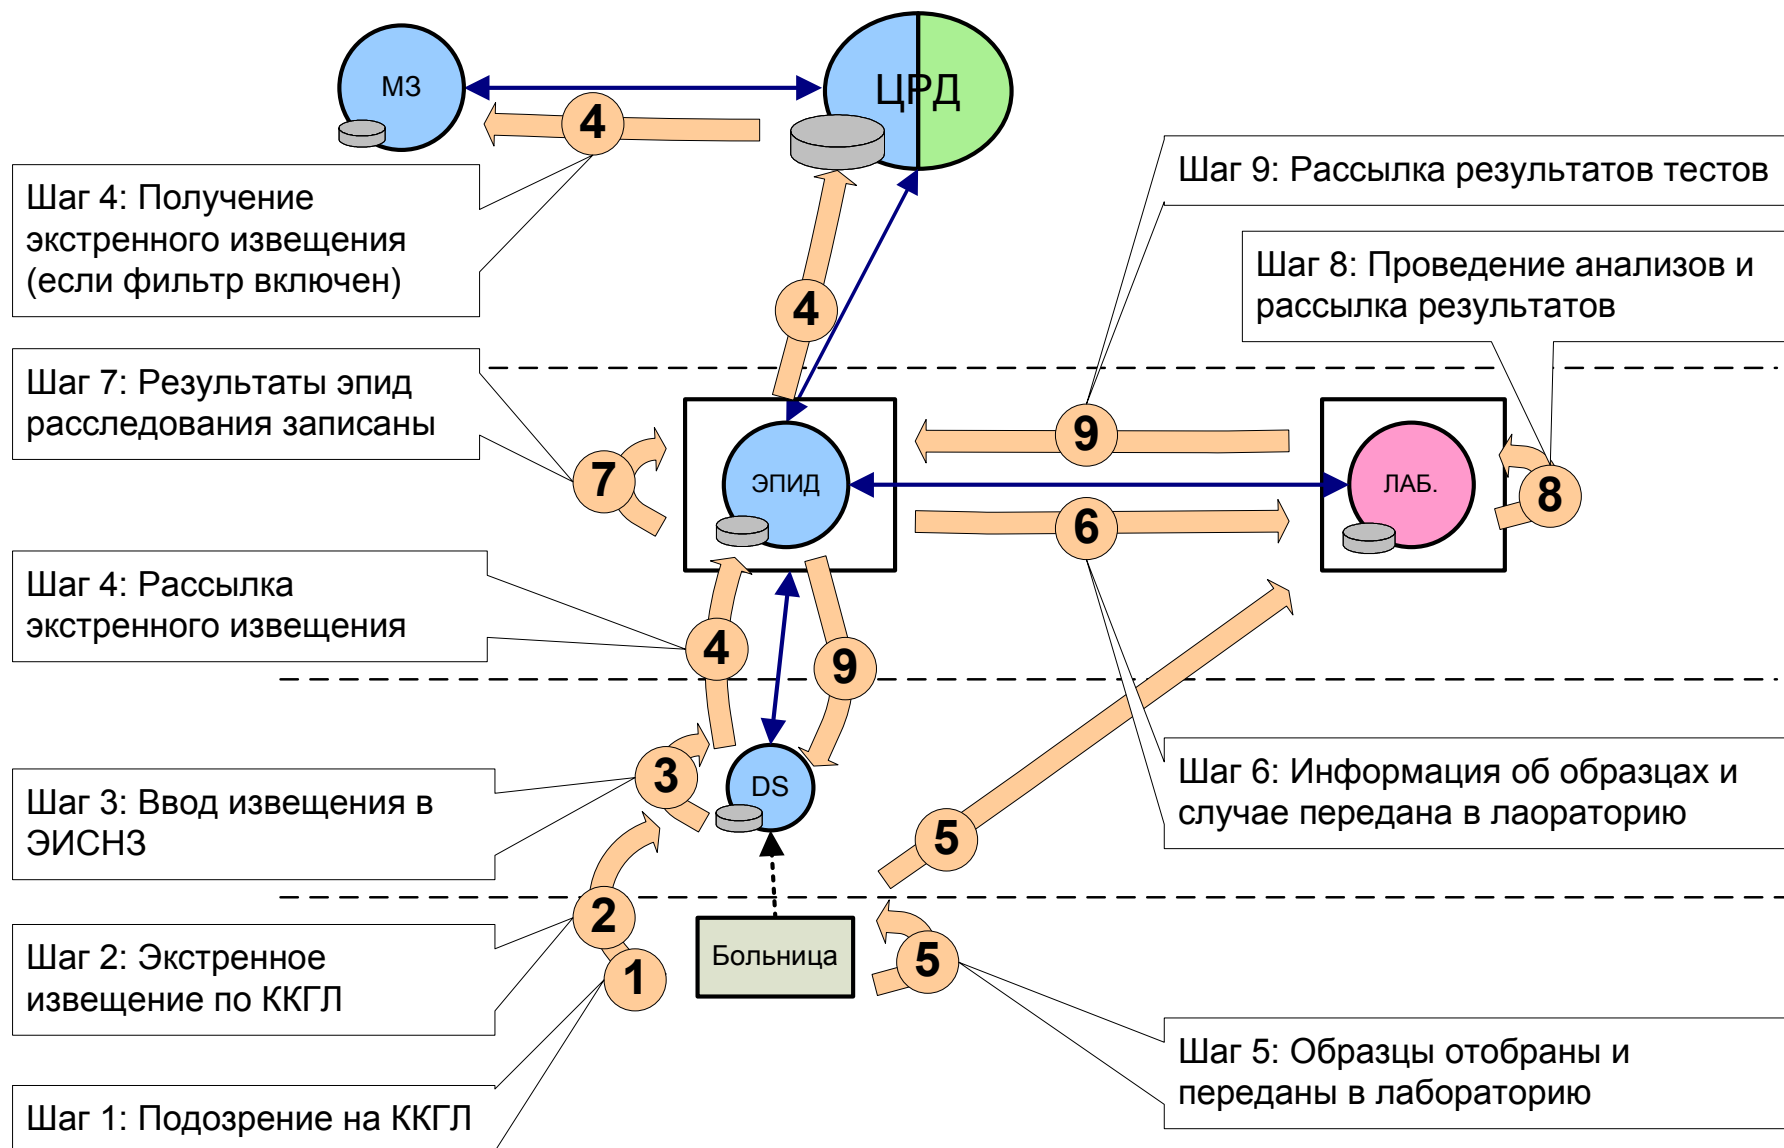 МЗ
ЦРД
4
Шаг 4: Получение
экстренного извещения
(если фильтр включен)
Шаг 9: Рассылка результатов тестов
Шаг 8: Проведение анализов и
рассылка результатов
4
Шаг 7: Результаты эпид
расследования записаны
7
ЭПИД
9
6
ЛАБ.
8
Шаг 4: Рассылка
экстренного извещения
4
9
Шаг 3: Ввод извещения в
ЭИСНЗ
3
DS
Шаг 6: Информация об образцах и
случае передана в лаораторию
5
Шаг 2: Экстренное
извещение по ККГЛ
2
1
Больница
5
Шаг 5: Образцы отобраны и
переданы в лабораторию
Шаг 1: Подозрение на ККГЛ